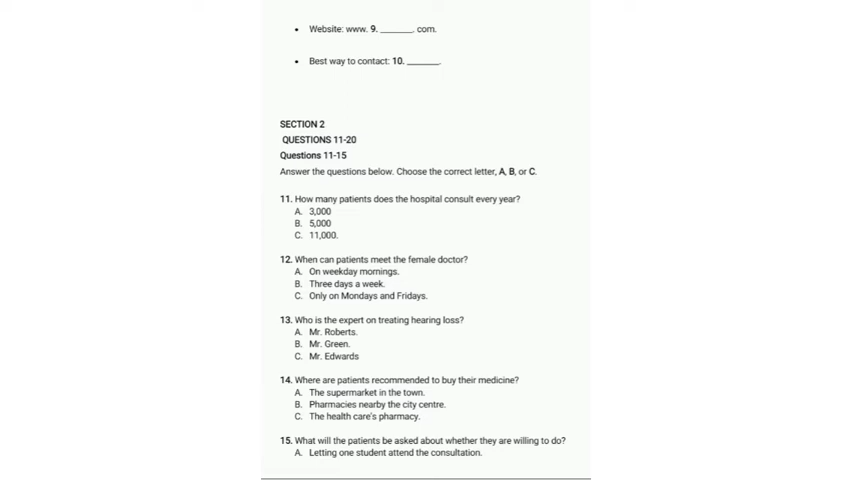 • Website: www. 9. _______. com.
• Best way to contact: 10. _______.
SECTION 2
QUESTIONS 11-20
Questions 11-15
Answer the questions below. Choose the correct letter, A, B, or C.
11. How many patients does the hospital consult every year?
A. 3,000
B. 5,000
C. 11,000.
12. When can patients meet the female doctor?
A. On weekday mornings.
B. Three days a week.
C. Only on Mondays and Fridays.
13. Who is the expert on treating hearing loss?
A. Mr. Roberts.
B. Mr. Green.
C. Mr. Edwards
14. Where are patients recommended to buy their medicine?
A. The supermarket in the town.
B. Pharmacies nearby the city centre.
C. The health care's pharmacy.
15. What will the patients be asked about whether they are willing to do?
A. Letting one student attend the consultation.